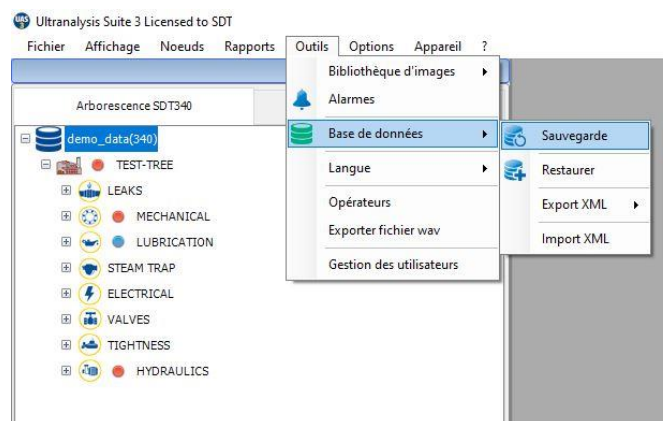 UAS
Ultranalysis Suite 3 Licensed to SDT
Fichier Affichage Noeuds Rapports Outils Options Appareil ?
Bibliothèque d'images
Arborescence SDT340
Alarmes
demo_data(340)
Base de données
Sauvegarde
TEST-TREE
Langue
Restaurer
LEAKS
Opérateurs
Export XML
MECHANICAL
Exporter fichier wav
Import XML
LUBRICATION
Gestion des utilisateurs
STEAM TRAP
ELECTRICAL
VALVES
TIGHTNESS
HYDRAULICS